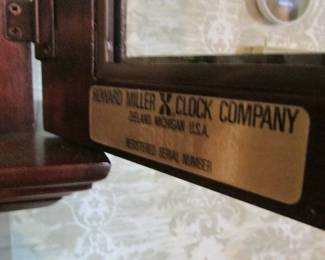 HOWARD MILLER CLOCK COMPANY
ZEELAND, MICHIGAN U.S.A.
REGISTERED SERIAL NUMBER